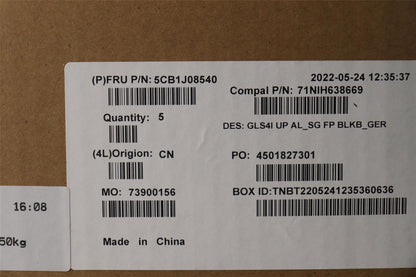 (P)FRU P/N: 5CB1J08540
2022-05-24 12:35:37
Compal P/N: 71NIH638669
Quantity: 5
DES: GLS4I UP AL_SG FP BLKB_GER
(4L)Origion: CN
PO: 4501827301
MO: 73900156
BOX ID:TNBT2205241235360636
Made in China
16:08
50kg